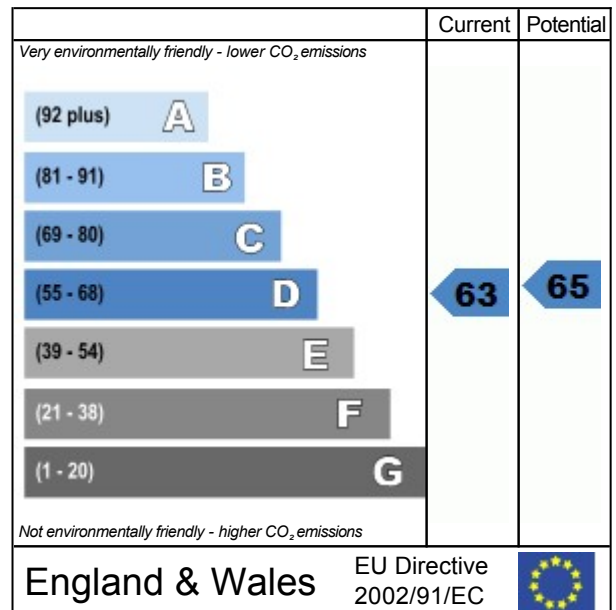 Current Potential
Very environmentally friendly - lower CO₂ emissions
(92 plus) A
(81 - 91) B
(69 - 80) C
(55 - 68) D 63 65
(39 - 54) E
(21 - 38) F
(1 - 20) G
Not environmentally friendly - higher CO₂ emissions
England & Wales
EU Directive
2002/91/EC